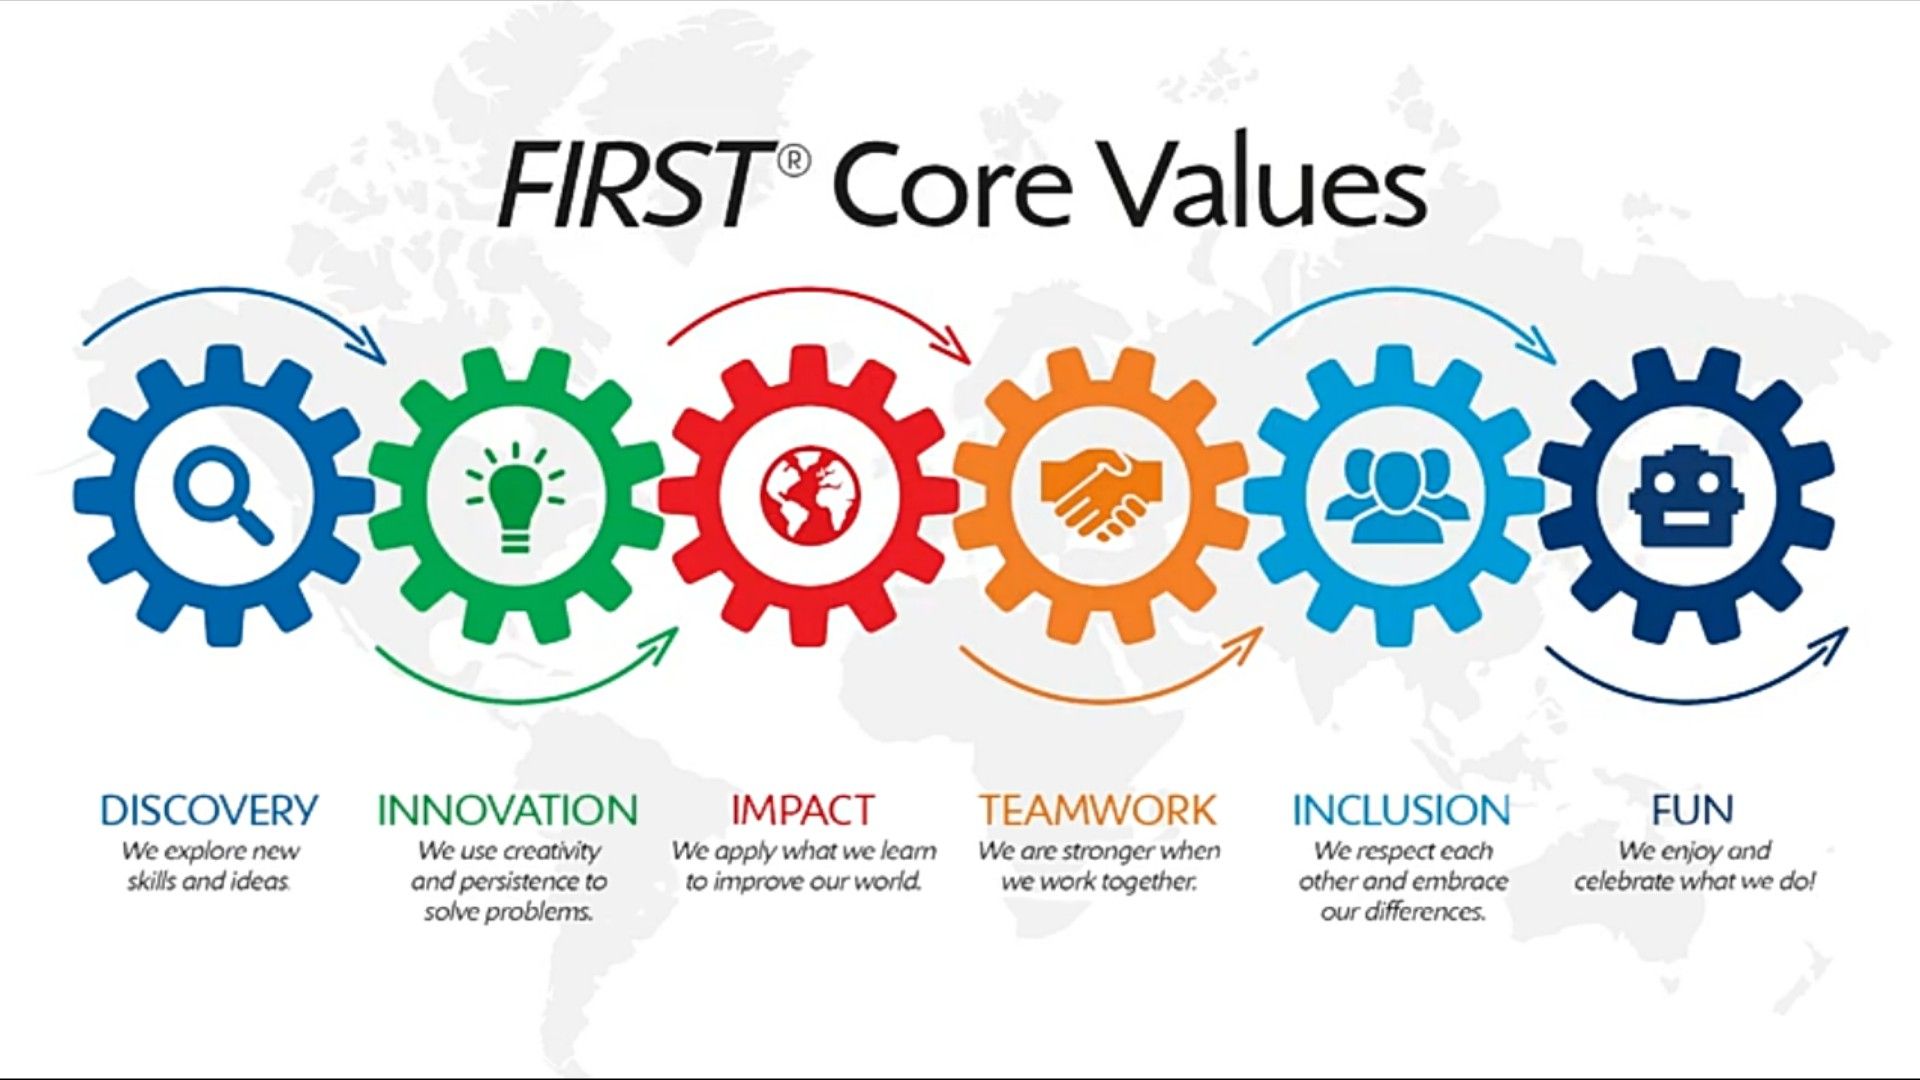 FIRST® Core Values
DISCOVERY
We explore new
skills and ideas.
INNOVATION
We use creativity
and persistence to
solve problems.
IMPACT
We apply what we learn
to improve our world.
TEAMWORK
We are stronger when
we work together.
INCLUSION
We respect each
other and embrace
our differences.
FUN
We enjoy and
celebrate what we do!